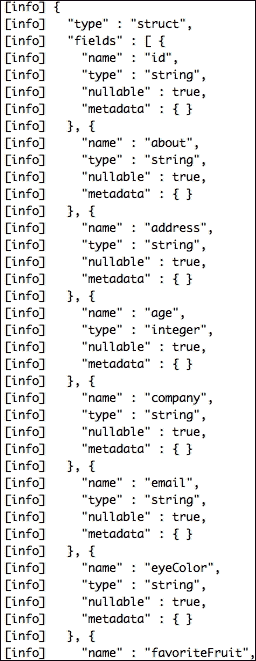 [info] {
[info]   "type" : "struct",
[info]   "fields" : [ {
[info]     "name" : "id",
[info]     "type" : "string",
[info]     "nullable" : true,
[info]     "metadata" : { }
[info]   }, {
[info]     "name" : "about",
[info]     "type" : "string",
[info]     "nullable" : true,
[info]     "metadata" : { }
[info]   }, {
[info]     "name" : "address",
[info]     "type" : "string",
[info]     "nullable" : true,
[info]     "metadata" : { }
[info]   }, {
[info]     "name" : "age",
[info]     "type" : "integer",
[info]     "nullable" : true,
[info]     "metadata" : { }
[info]   }, {
[info]     "name" : "company",
[info]     "type" : "string",
[info]     "nullable" : true,
[info]     "metadata" : { }
[info]   }, {
[info]     "name" : "email",
[info]     "type" : "string",
[info]     "nullable" : true,
[info]     "metadata" : { }
[info]   }, {
[info]     "name" : "eyeColor",
[info]     "type" : "string",
[info]     "nullable" : true,
[info]     "metadata" : { }
[info]   }, {
[info]     "name" : "favoriteFruit",